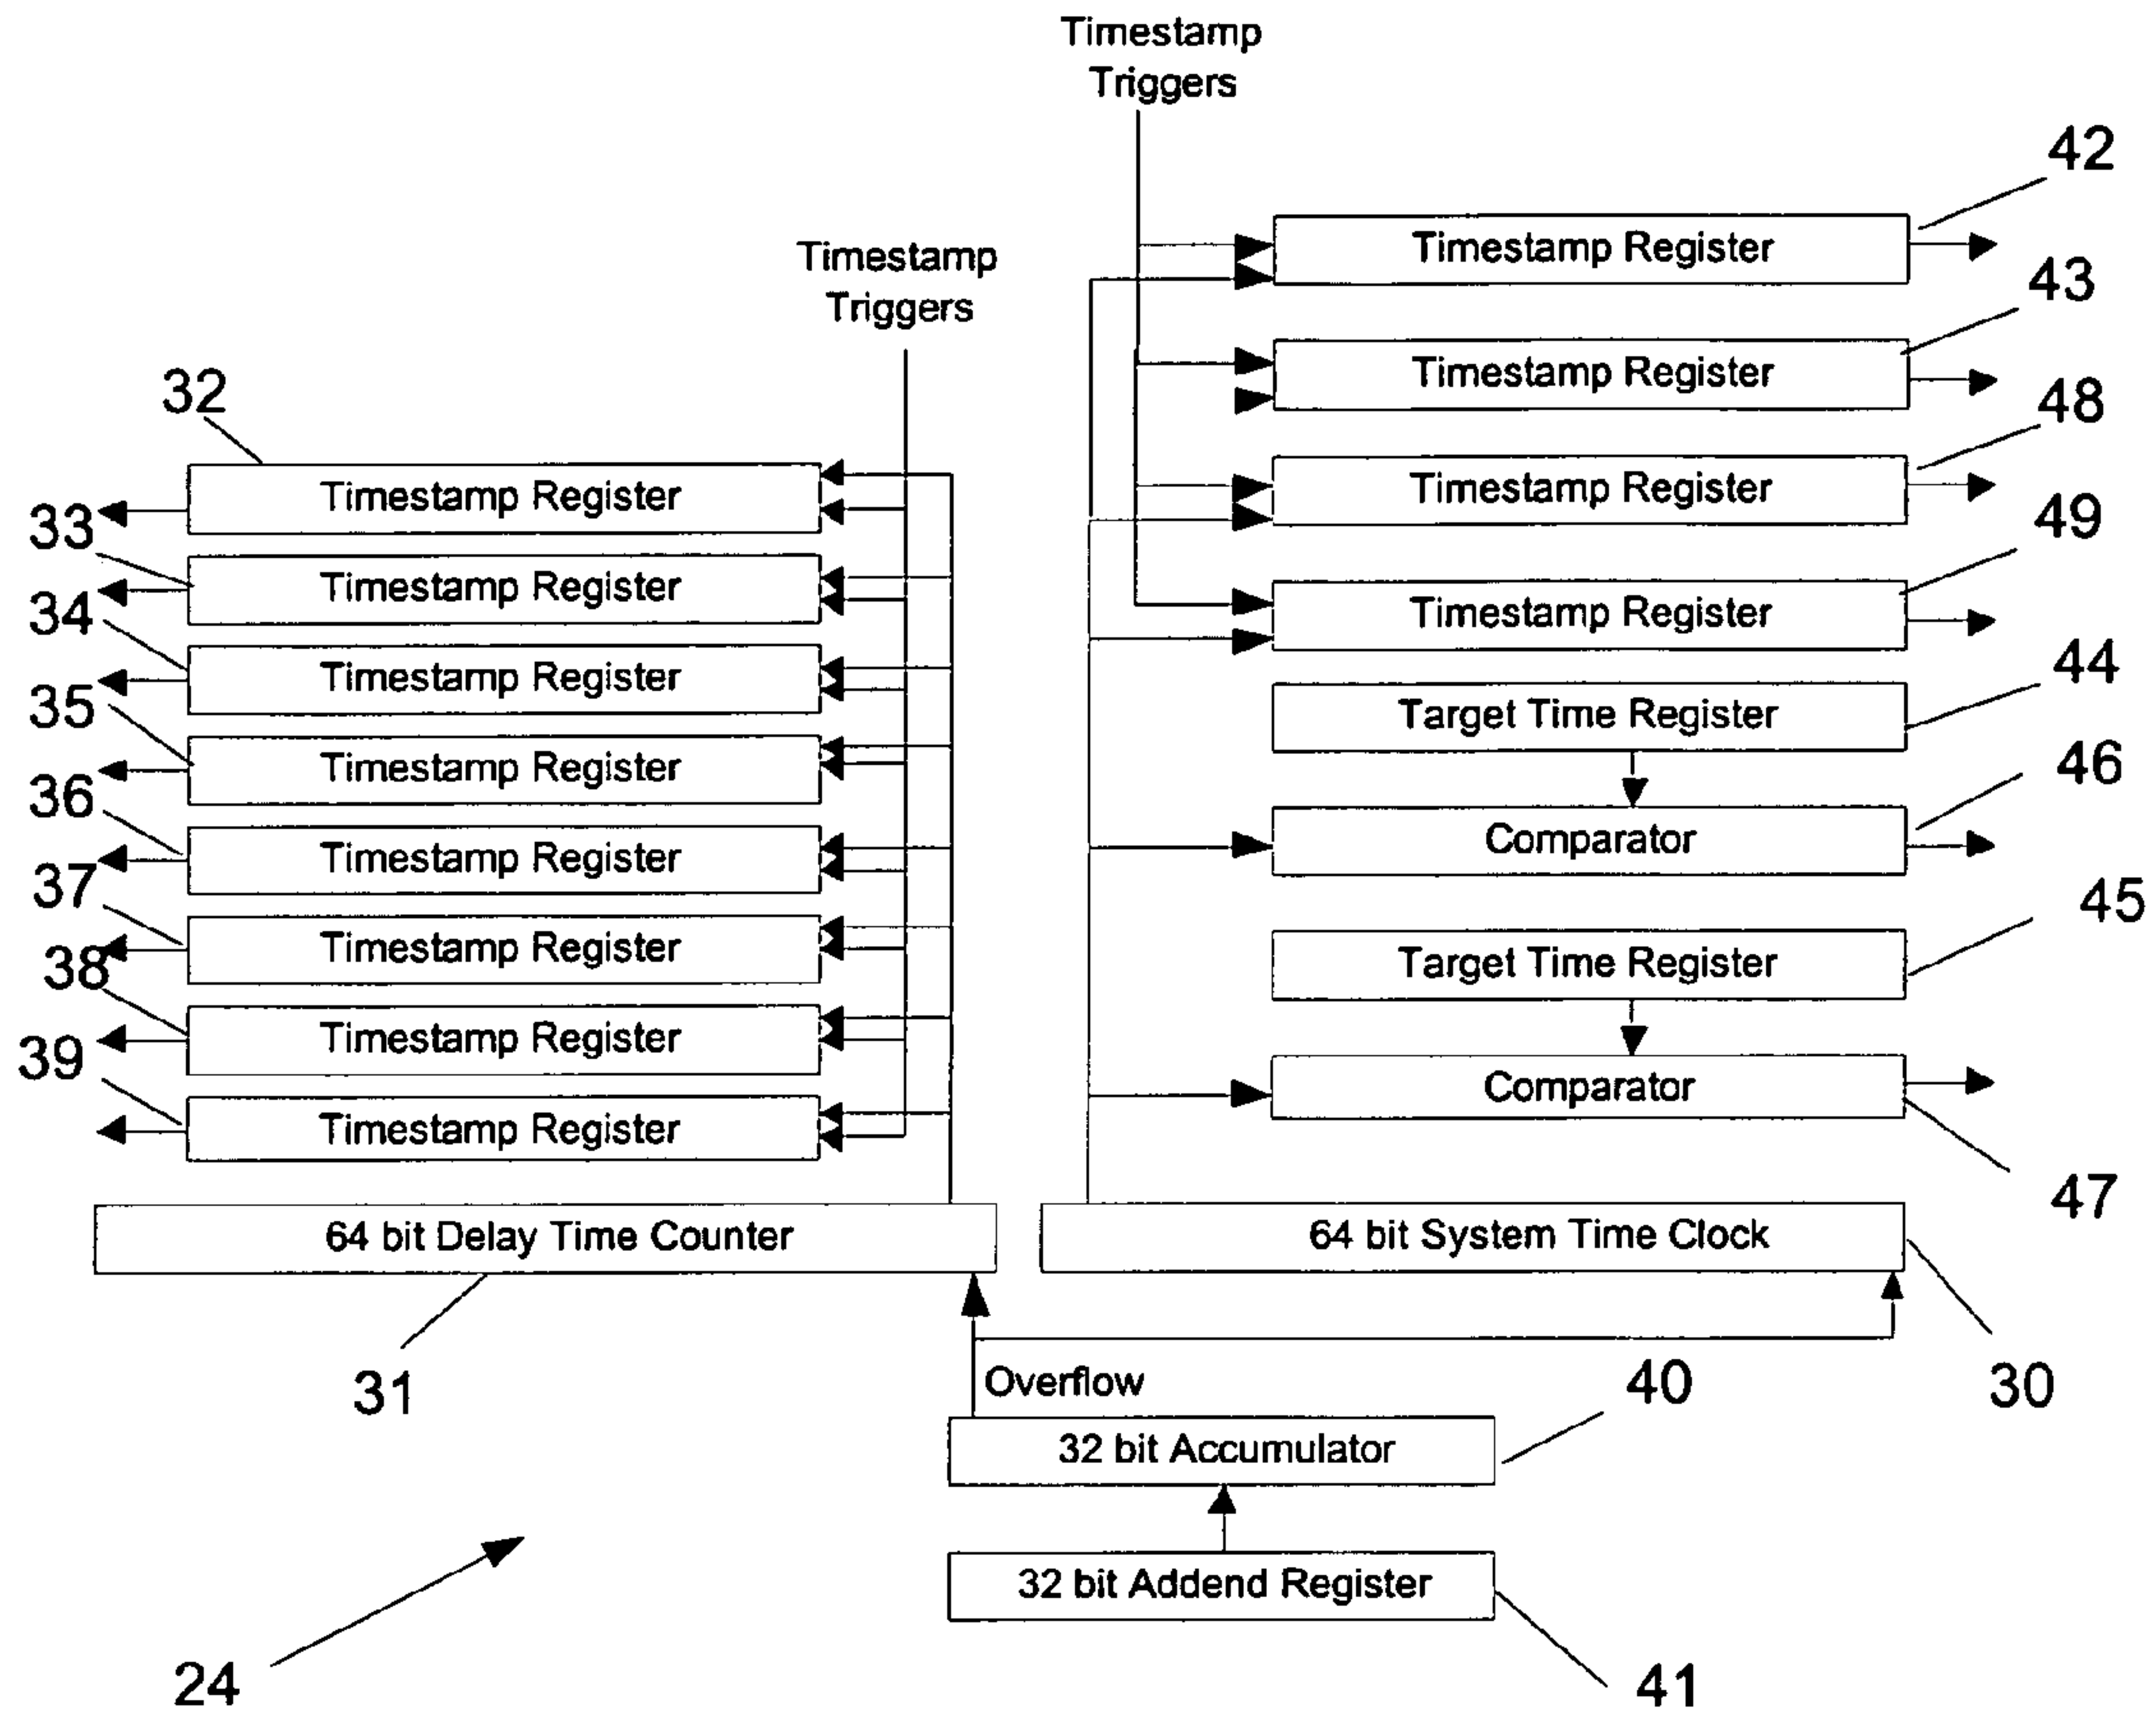 Timestamp
Triggers
42
Timestamp Register
43
Timestamp Register
48
Timestamp Register
49
Timestamp Register
44
Target Time Register
46
Comparator
45
Target Time Register
Comparator
47
64 bit System Time Clock
30
Timestamp
Triggers
32
Timestamp Register
33
Timestamp Register
34
Timestamp Register
35
Timestamp Register
36
Timestamp Register
37
Timestamp Register
38
Timestamp Register
39
Timestamp Register
64 bit Delay Time Counter
31
Overflow
40
32 bit Accumulator
32 bit Addend Register
41
24